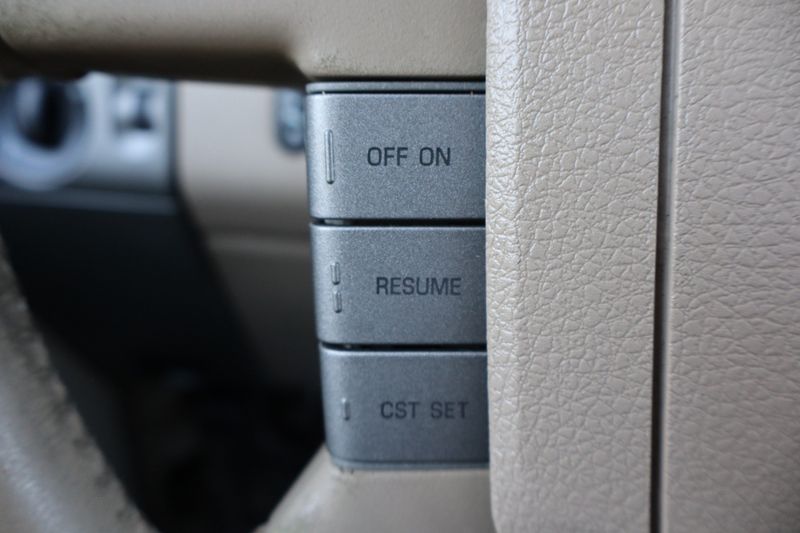 OFF ON
RESUME
CST SET